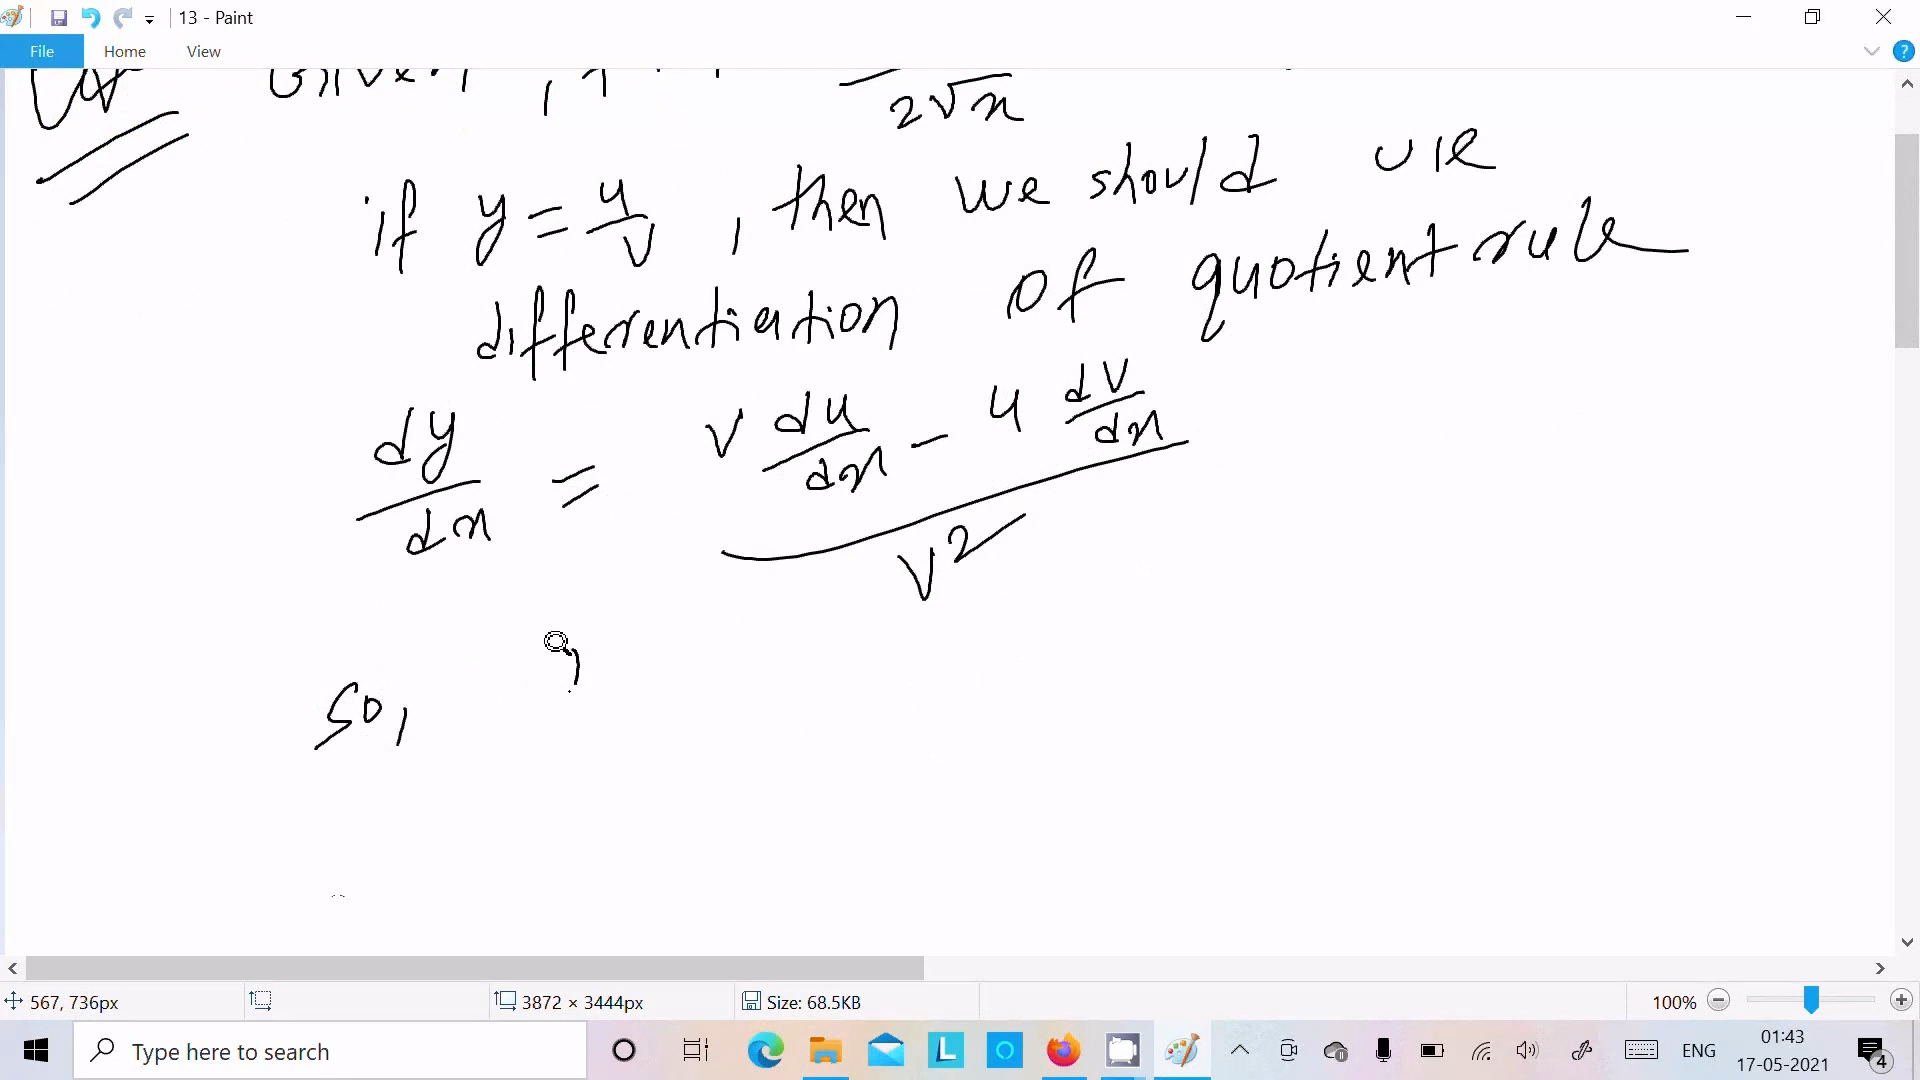 13 - Paint
File Home View
Given,
2√x
if y = u/v, then we should use
differentiation of quotient rule
dy/dx = (v du/dx - u dv/dx)/v²
so,
567, 736px
3872 × 3444px
Size: 68.5KB
100%
Type here to search
ENG
01:43
17-05-2021
4